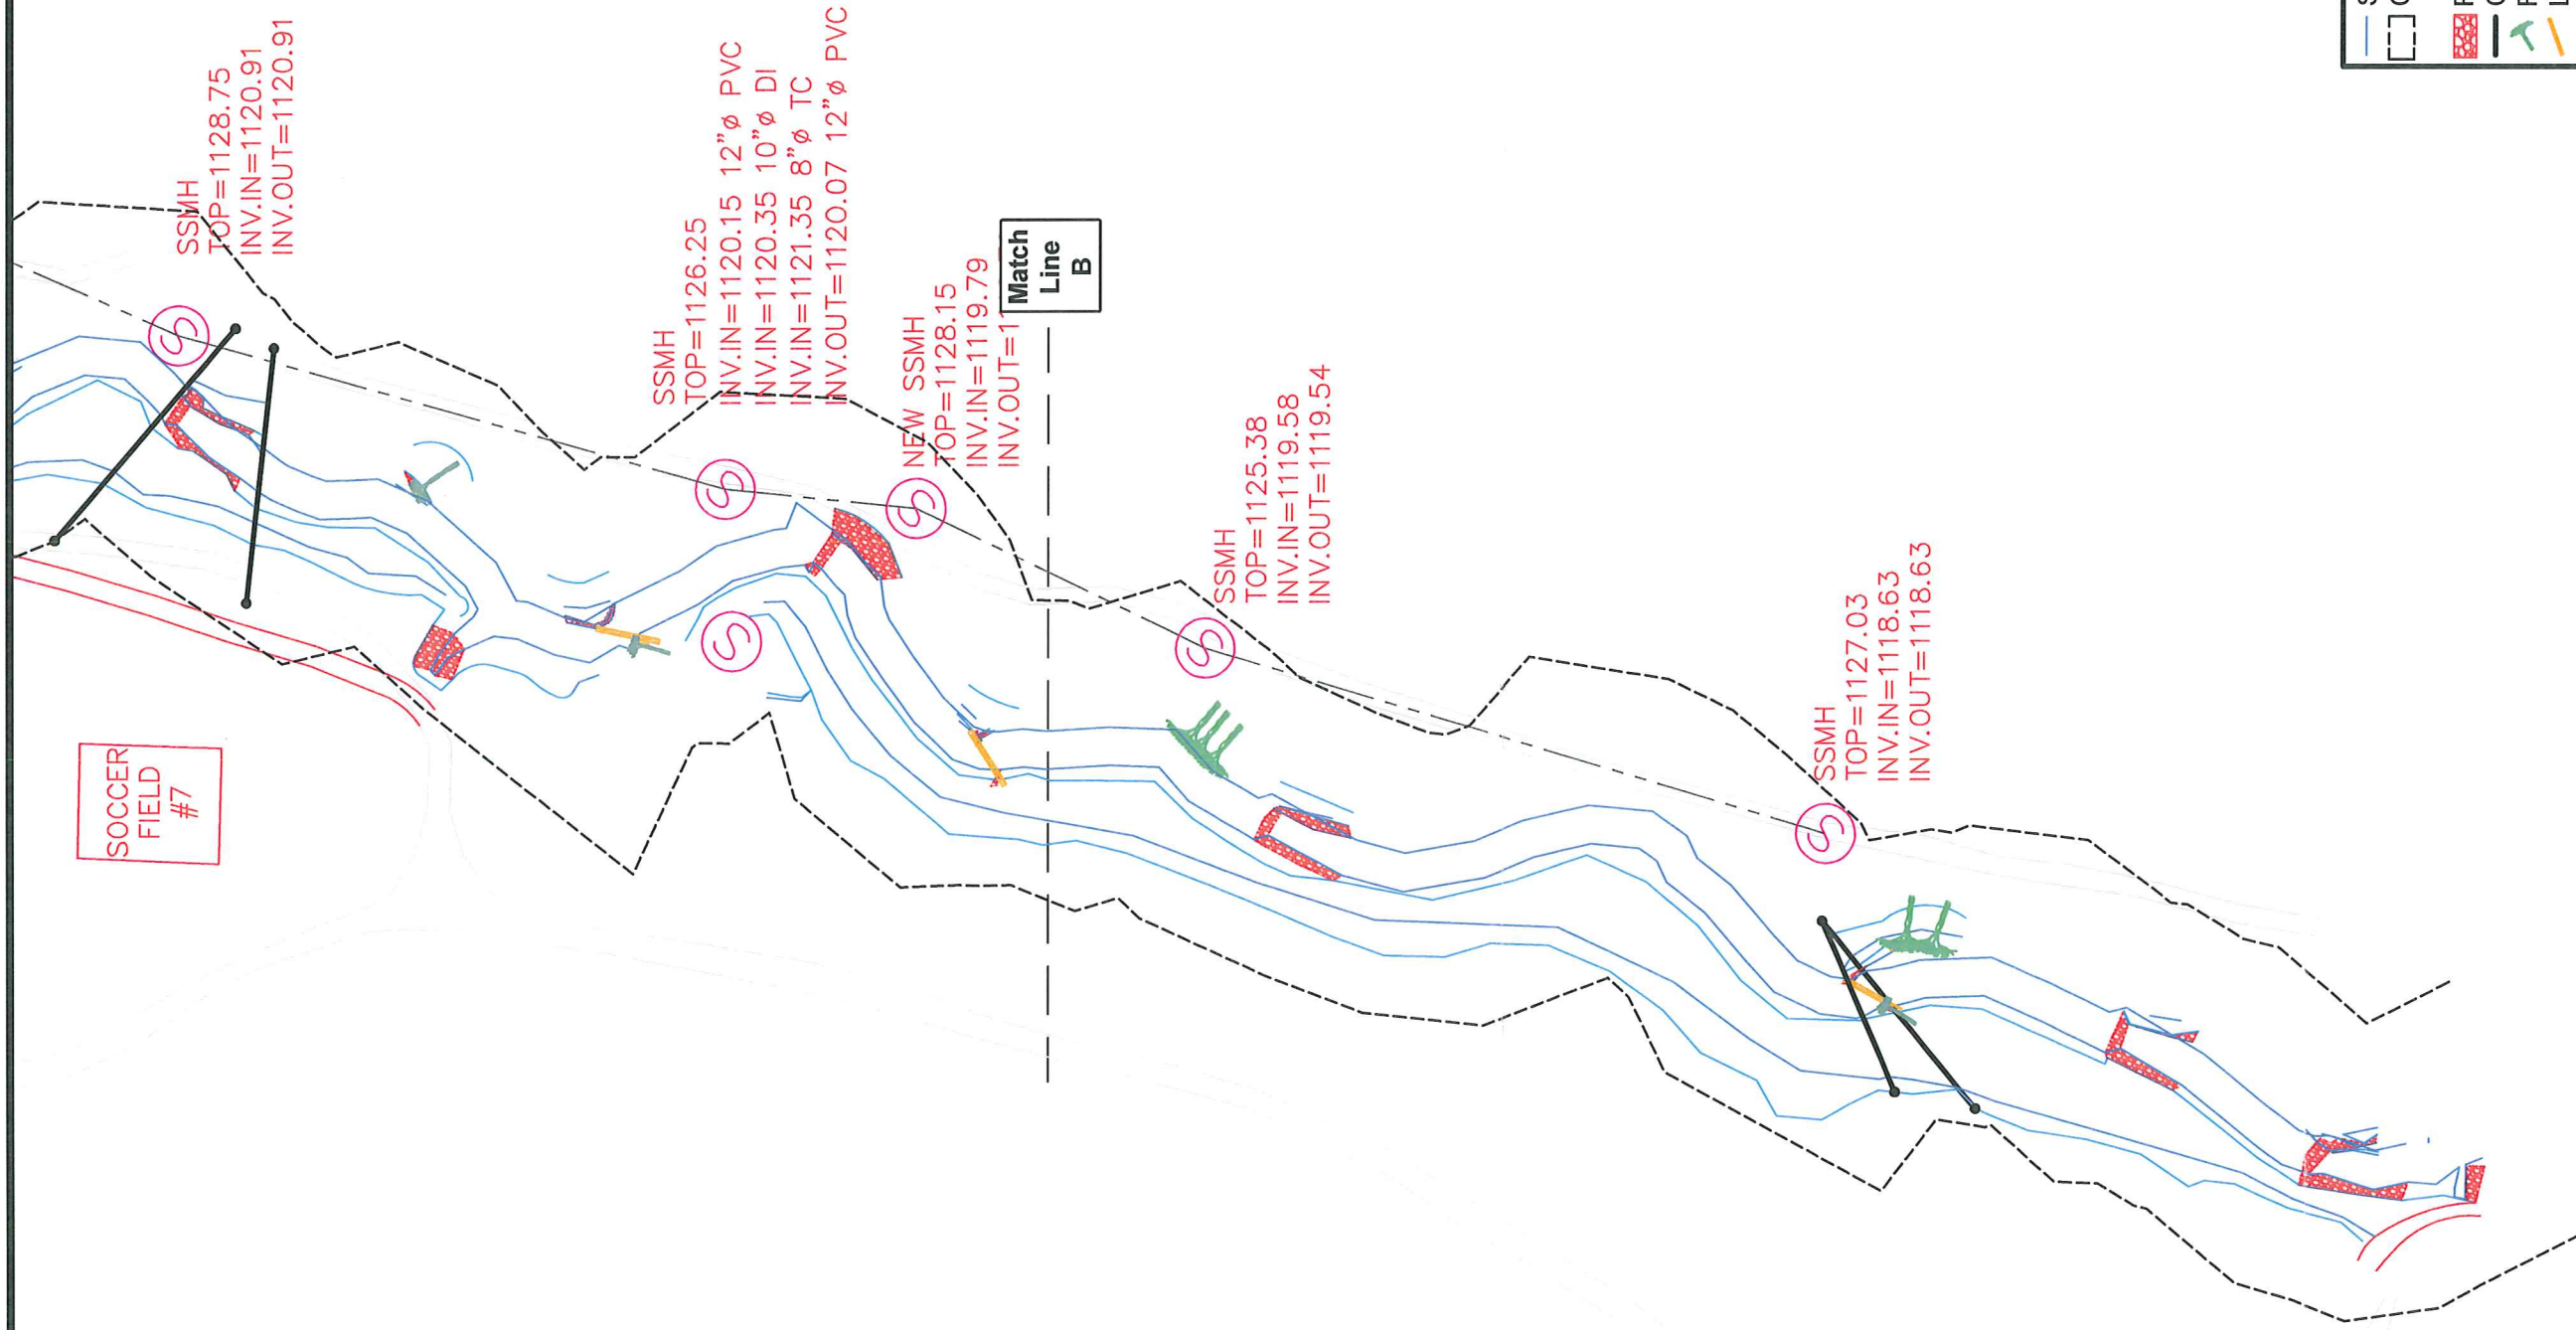 SSMH
TOP=1128.75
INV.IN=1120.91
INV.OUT=1120.91
SSMH
TOP=1126.25
INV.IN=1120.15 12"ø PVC
INV.IN=1120.35 10"ø DI
INV.IN=1121.35 8"ø TC
INV.OUT=1120.07 12"ø PVC
NEW SSMH
TOP=1128.15
INV.IN=1119.79
INV.OUT=11
Match
Line
B
SSMH
TOP=1125.38
INV.IN=1119.58
INV.OUT=1119.54
SSMH
TOP=1127.03
INV.IN=1118.63
INV.OUT=1118.63
SOCCER
FIELD
#7
S
S
S
S
S
S